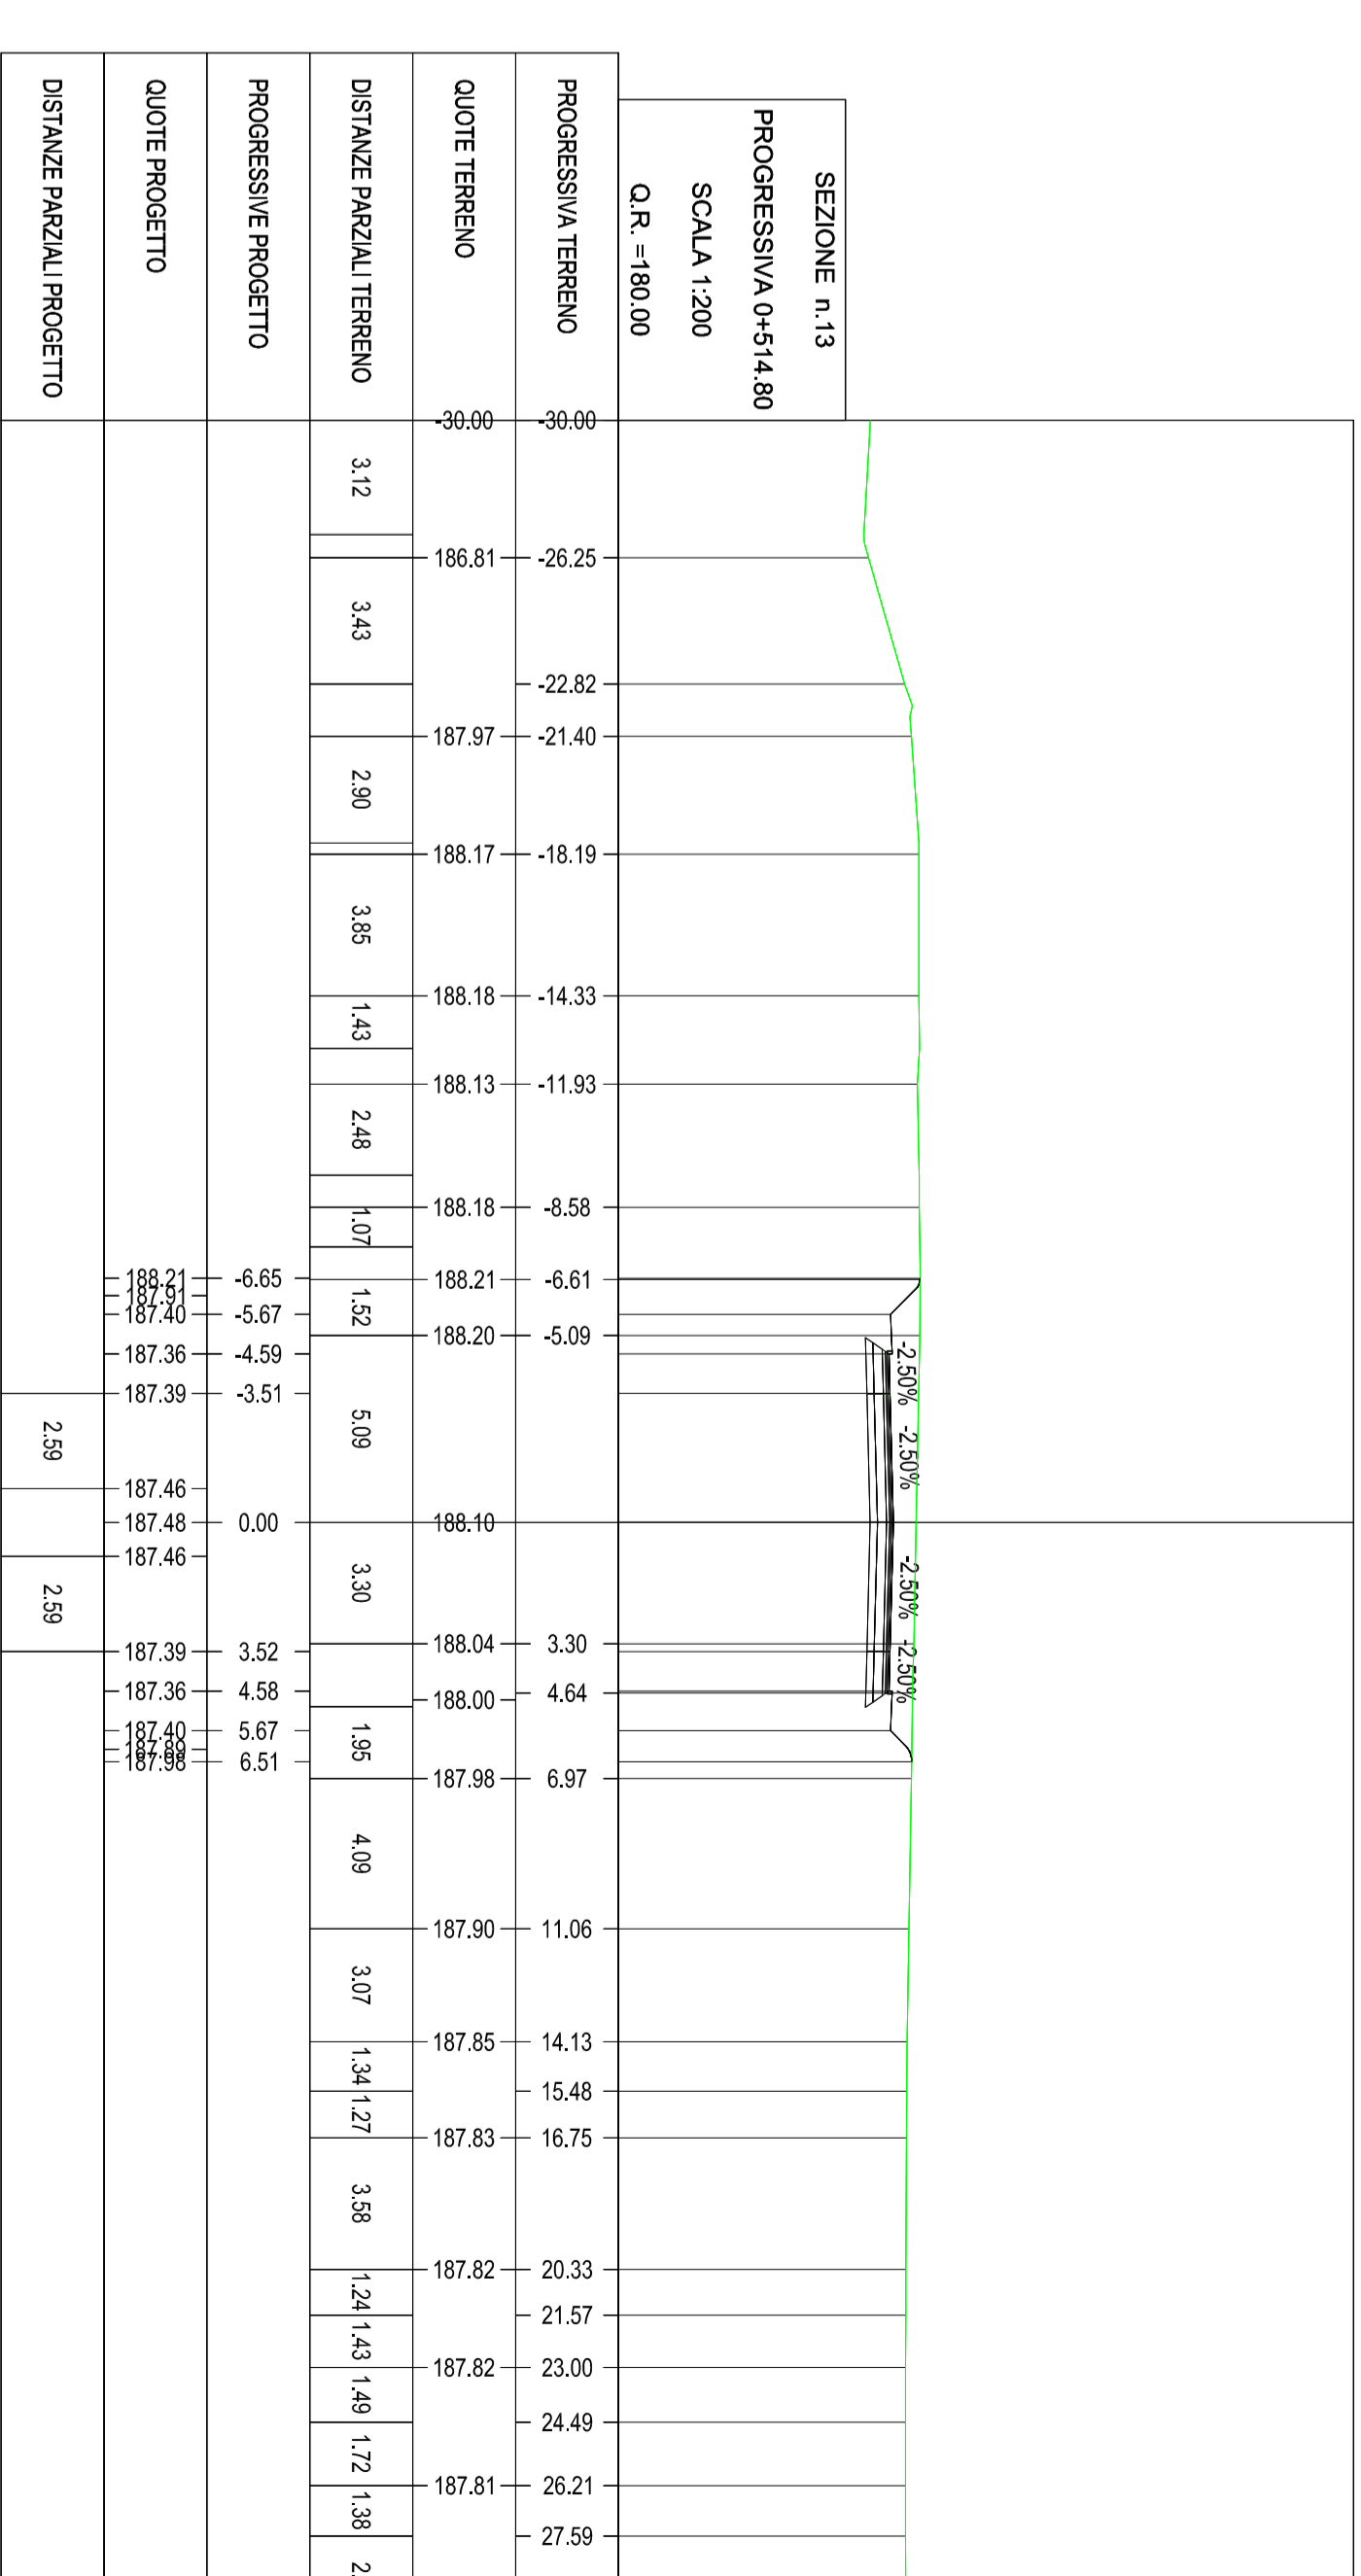 SEZIONE n.13
PROGRESSIVA 0+514.80
SCALA 1:200
Q.R. =180.00
-2.50% -2.50% -2.50% -2.50%
PROGRESSIVA TERRENO -30.00 -26.25 -22.82 -21.40 -18.19 -14.33 -11.93 -8.58 -6.61 -5.09 3.30 4.64 6.97 11.06 14.13 15.48 16.75 20.33 21.57 23.00 24.49 26.21 27.59
QUOTE TERRENO -30.00 186.81 187.97 188.17 188.18 188.13 188.18 188.21 188.20 188.10 188.04 188.00 187.98 187.90 187.85 187.83 187.82 187.82 187.81
DISTANZE PARZIALI TERRENO 3.12 3.43 2.90 3.85 1.43 2.48 1.07 1.52 5.09 3.30 1.95 4.09 3.07 1.34 1.27 3.58 1.24 1.43 1.49 1.72 1.38 2.
PROGRESSIVE PROGETTO -6.65 -5.67 -4.59 -3.51 0.00 3.52 4.58 5.67 6.51
QUOTE PROGETTO 188.21 187.91 187.40 187.36 187.39 187.46 187.48 187.46 187.39 187.36 187.40 187.89 187.98
DISTANZE PARZIALI PROGETTO 2.59 2.59